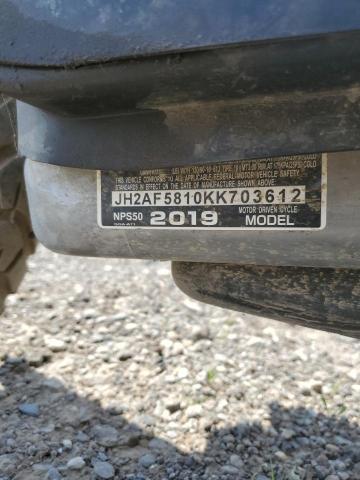 THIS VEHICLE CONFORMS TO ALL
APPLICABLE FEDERAL MOTOR VEHICLE SAFETY
STANDARDS IN EFFECT ON THE DATE OF
MANUFACTURE SHOWN ABOVE.
JH2AF5810KK703612
NPS50 2019 MOTOR DRIVEN CYCLE
MODEL